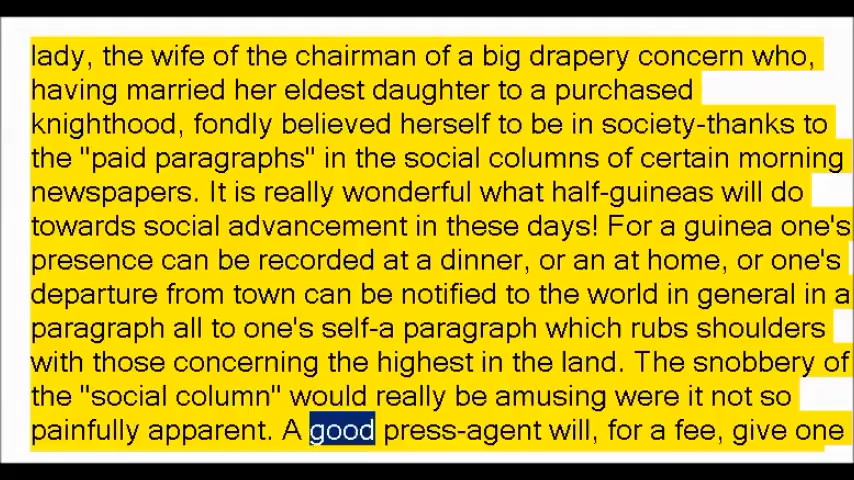 lady, the wife of the chairman of a big drapery concern who,
having married her eldest daughter to a purchased
knighthood, fondly believed herself to be in society-thanks to
the "paid paragraphs" in the social columns of certain morning
newspapers. It is really wonderful what half-guineas will do
towards social advancement in these days! For a guinea one's
presence can be recorded at a dinner, or an at home, or one's
departure from town can be notified to the world in general in a
paragraph all to one's self-a paragraph which rubs shoulders
with those concerning the highest in the land. The snobbery of
the "social column" would really be amusing were it not so
painfully apparent. A good press-agent will, for a fee, give one